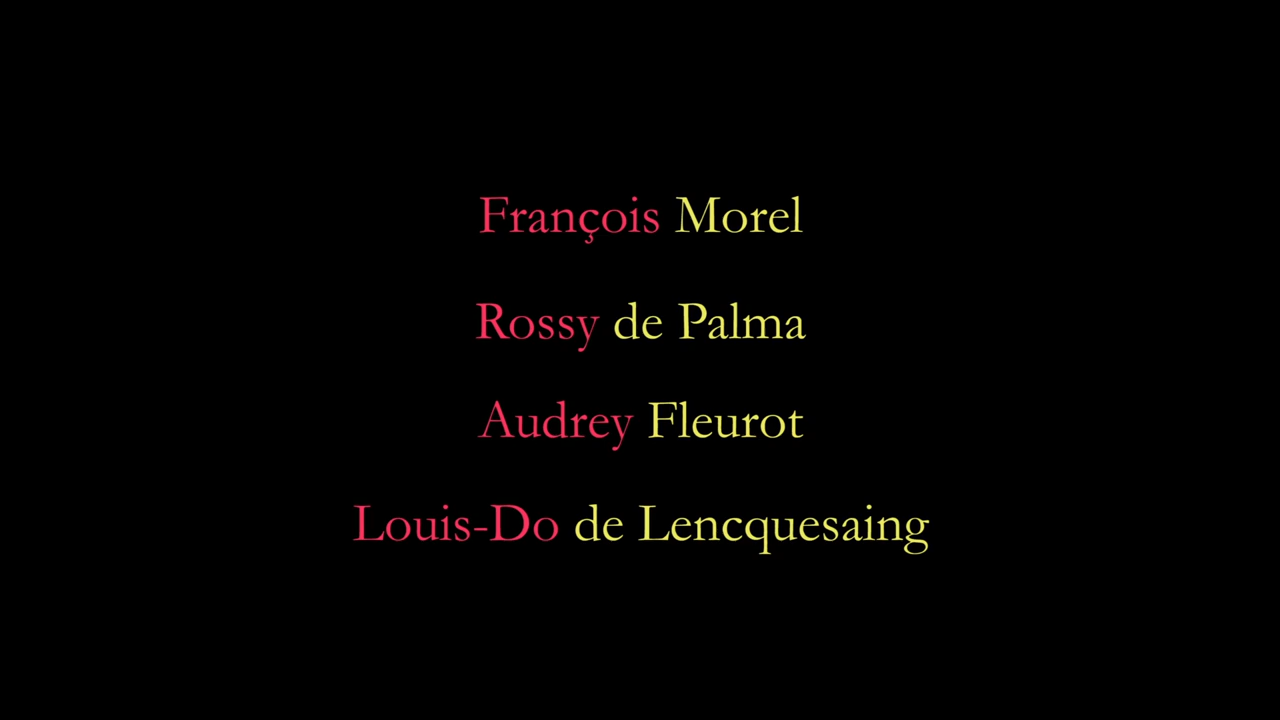 François Morel
Rossy de Palma
Audrey Fleurot
Louis-Do de Lencquesaing